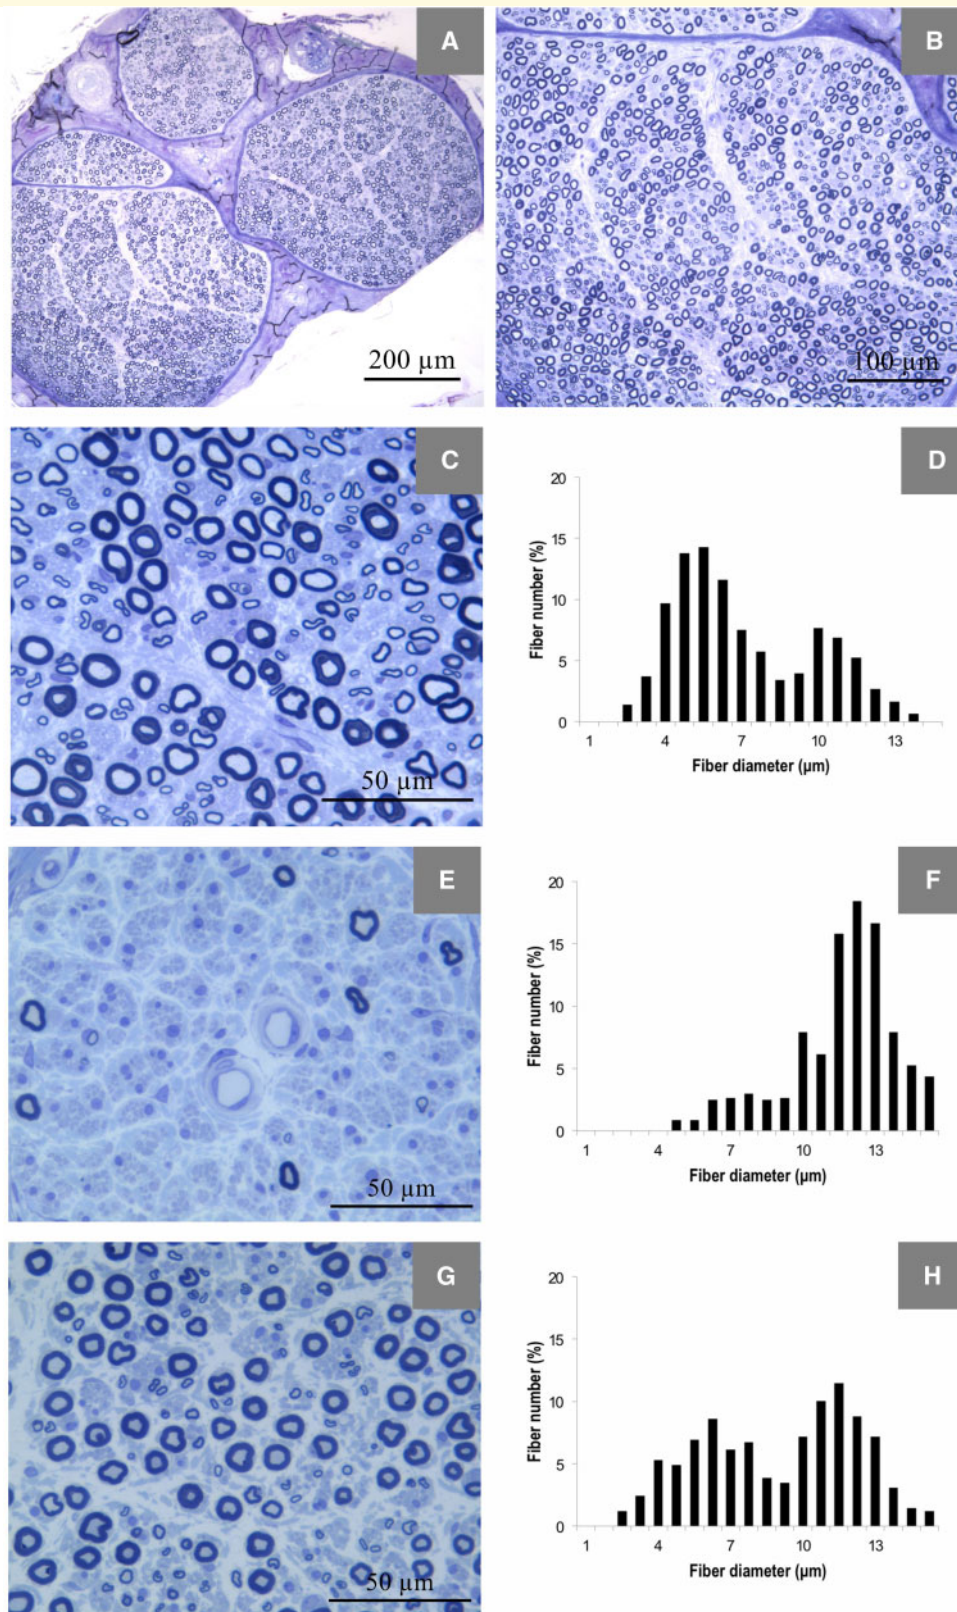 A
200 µm
B
100 µm
C
50 µm
D
Fiber number (%)
20
15
10
5
0
1 4 7 10 13
Fiber diameter (µm)
E
50 µm
F
Fiber number (%)
20
15
10
5
0
1 4 7 10 13
Fiber diameter (µm)
G
50 µm
H
Fiber number (%)
20
15
10
5
0
1 4 7 10 13
Fiber diameter (µm)